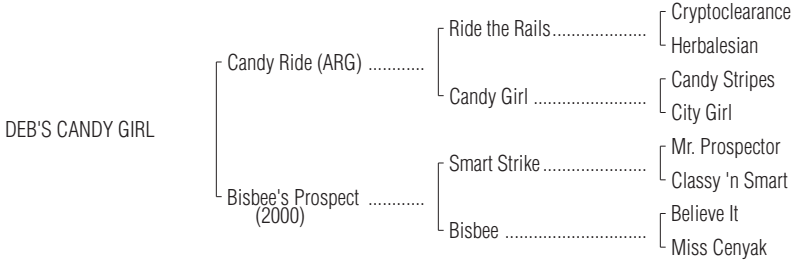 Cryptoclearance
Ride the Rails....................
Herbalesian
Candy Ride (ARG) ............
Candy Stripes
Candy Girl ........................
City Girl
DEB'S CANDY GIRL
Mr. Prospector
Smart Strike......................
Classy 'n Smart
Bisbee's Prospect ............
(2000)
Believe It
Bisbee ..............................
Miss Cenyak